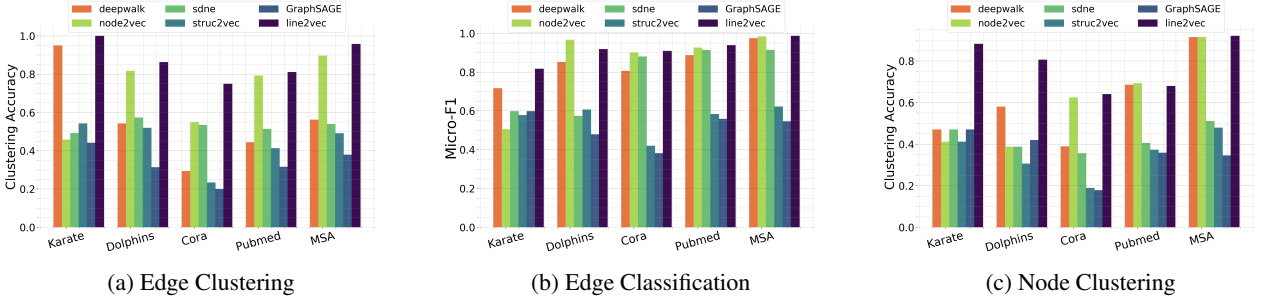 deepwalk sdne GraphSAGE
node2vec struc2vec line2vec
Clustering Accuracy
1.0
0.8
0.6
0.4
0.2
0.0
Karate Dolphins Cora Pubmed MSA
(a) Edge Clustering
deepwalk sdne GraphSAGE
node2vec struc2vec line2vec
Micro-F1
1.0
0.8
0.6
0.4
0.2
0.0
Karate Dolphins Cora Pubmed MSA
(b) Edge Classification
deepwalk sdne GraphSAGE
node2vec struc2vec line2vec
Clustering Accuracy
0.8
0.6
0.4
0.2
0.0
Karate Dolphins Cora Pubmed MSA
(c) Node Clustering